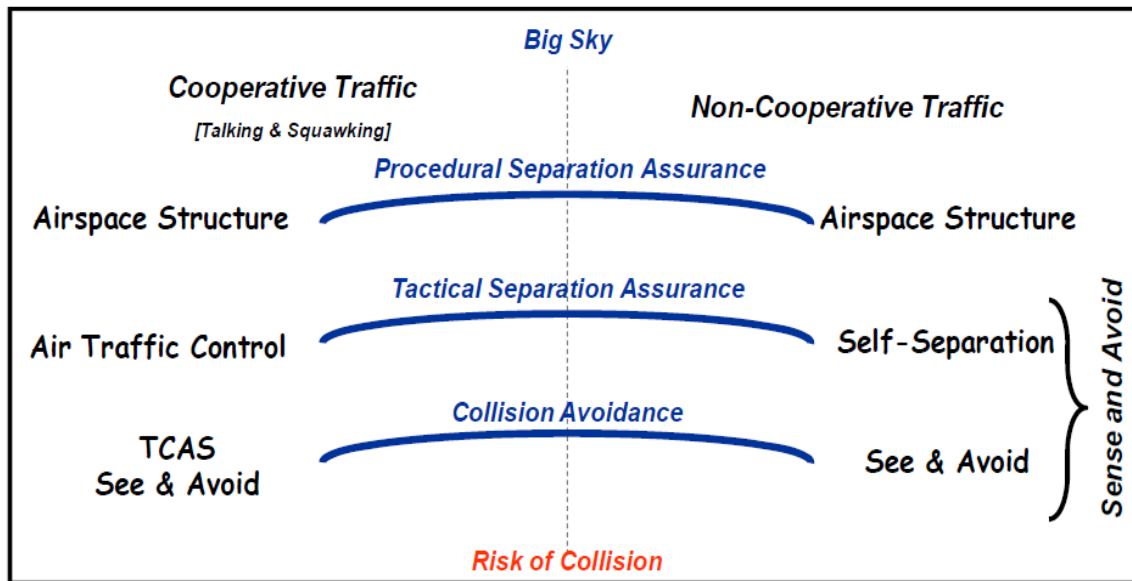 Big Sky
Cooperative Traffic
[Talking & Squawking]
Non-Cooperative Traffic
Procedural Separation Assurance
Airspace Structure
Airspace Structure
Tactical Separation Assurance
Air Traffic Control
Self-Separation
Collision Avoidance
TCAS
See & Avoid
See & Avoid
Sense and Avoid
Risk of Collision